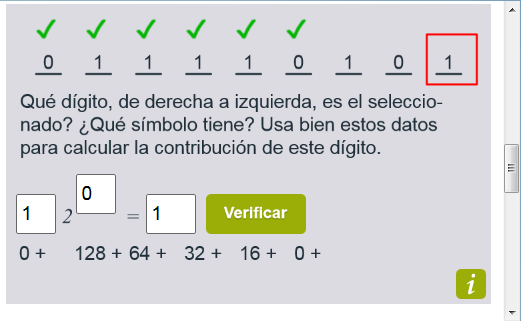 0 1 1 1 1 0 1 0 1
Qué dígito, de derecha a izquierda, es el seleccio-
nado? ¿Qué símbolo tiene? Usa bien estos datos
para calcular la contribución de este dígito.
1 2 0 = 1 Verificar
0 + 128 + 64 + 32 + 16 + 0 +
i